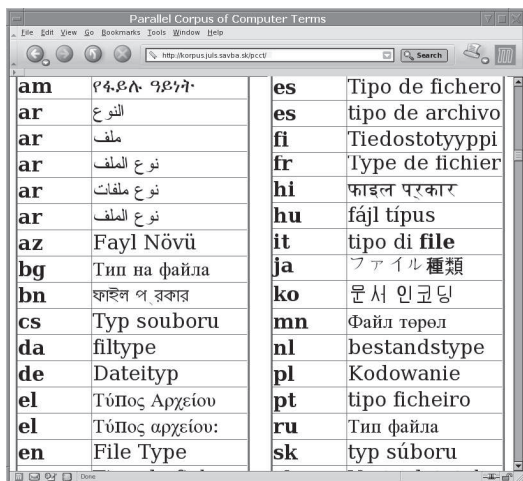 Parallel Corpus of Computer Terms
File Edit View Go Bookmarks Tools Window Help
http://korpus.juls.savba.sk/pcct/ Search
am የፋይሉ ዓይነት
ar النوع
ar ملف
ar نوع الملف
ar نوع ملفات
ar نوع الملف
az Fayl Növü
bg Тип на файла
bn ফাইল প্রকার
cs Typ souboru
da filtype
de Dateityp
el Τύπος Αρχείου
el Τύπος αρχείου:
en File Type
es Tipo de fichero
es tipo de archivo
fi Tiedostotyyppi
fr Type de fichier
hi फाइल प्रकार
hu fájl típus
it tipo di file
ja ファイル種類
ko 문서 인코딩
mn Файл төрөл
nl bestandstype
pl Kodowanie
pt tipo ficheiro
ru Тип файла
sk typ súboru
Done